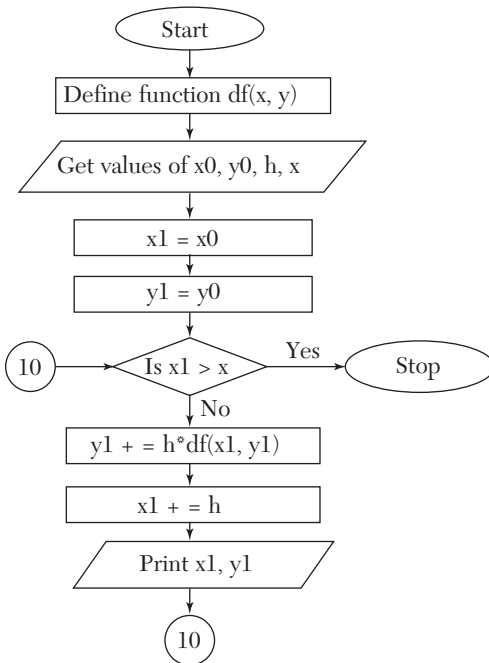 Start
Define function df(x, y)
Get values of x0, y0, h, x
x1 = x0
y1 = y0
10
Is x1 > x
Yes
Stop
No
y1 + = h*df(x1, y1)
x1 + = h
Print x1, y1
10